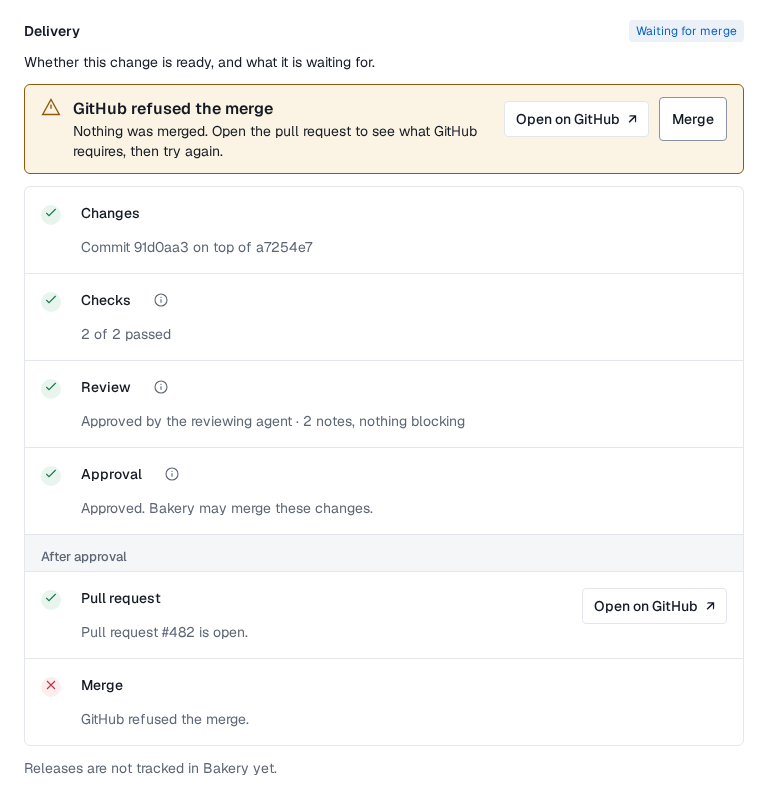 Delivery
Waiting for merge
Whether this change is ready, and what it is waiting for.
GitHub refused the merge
Nothing was merged. Open the pull request to see what GitHub
requires, then try again.
Open on GitHub
Merge
Changes
Commit 91d0aa3 on top of a7254e7
Checks
2 of 2 passed
Review
Approved by the reviewing agent · 2 notes, nothing blocking
Approval
Approved. Bakery may merge these changes.
After approval
Pull request
Open on GitHub
Pull request #482 is open.
Merge
GitHub refused the merge.
Releases are not tracked in Bakery yet.